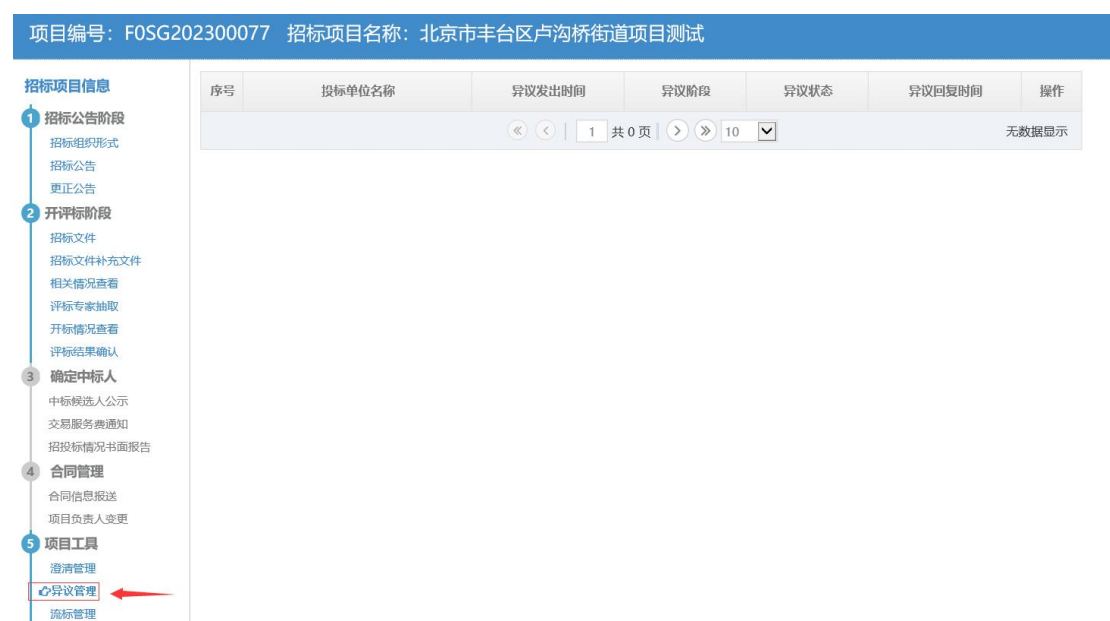 项目编号：F0SG202300077 招标项目名称：北京市丰台区卢沟桥街道项目测试
招标项目信息
1 招标公告阶段
招标组织形式
招标公告
更正公告
2 开评标阶段
招标文件
招标文件补充文件
相关情况查看
评标专家抽取
开标情况查看
评标结果确认
3 确定中标人
中标候选人公示
交易服务费通知
招投标情况书面报告
4 合同管理
合同信息报送
项目负责人变更
5 项目工具
澄清管理
异议管理
流标管理
序号 投标单位名称 异议发出时间 异议阶段 异议状态 异议回复时间 操作
1 共 0 页 10 无数据显示